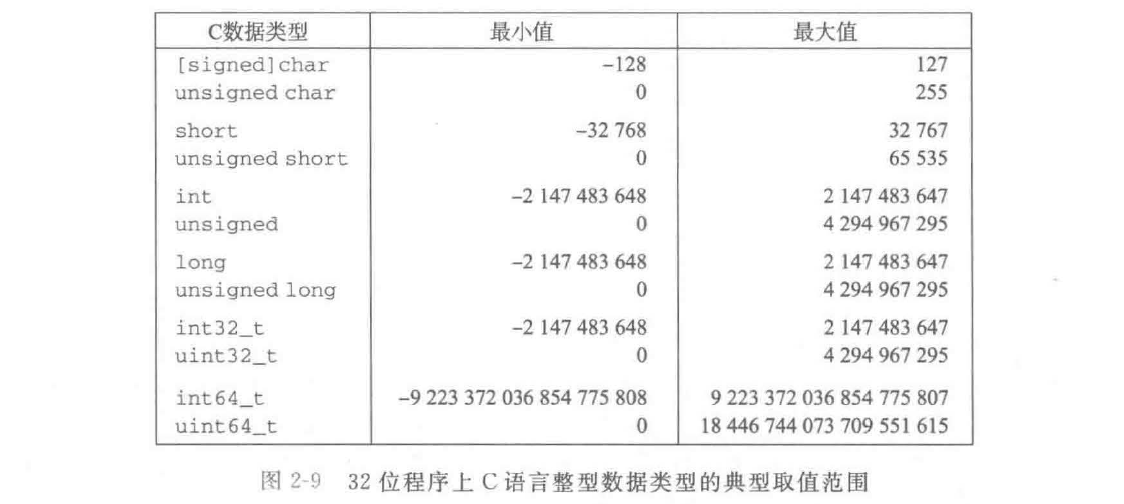 C数据类型 最小值 最大值
[signed]char −128 127
unsigned char 0 255
short −32 768 32 767
unsigned short 0 65 535
int −2 147 483 648 2 147 483 647
unsigned 0 4 294 967 295
long −2 147 483 648 2 147 483 647
unsigned long 0 4 294 967 295
int32_t −2 147 483 648 2 147 483 647
uint32_t 0 4 294 967 295
int64_t −9 223 372 036 854 775 808 9 223 372 036 854 775 807
uint64_t 0 18 446 744 073 709 551 615
图 2-9 32 位程序上 C 语言整型数据类型的典型取值范围